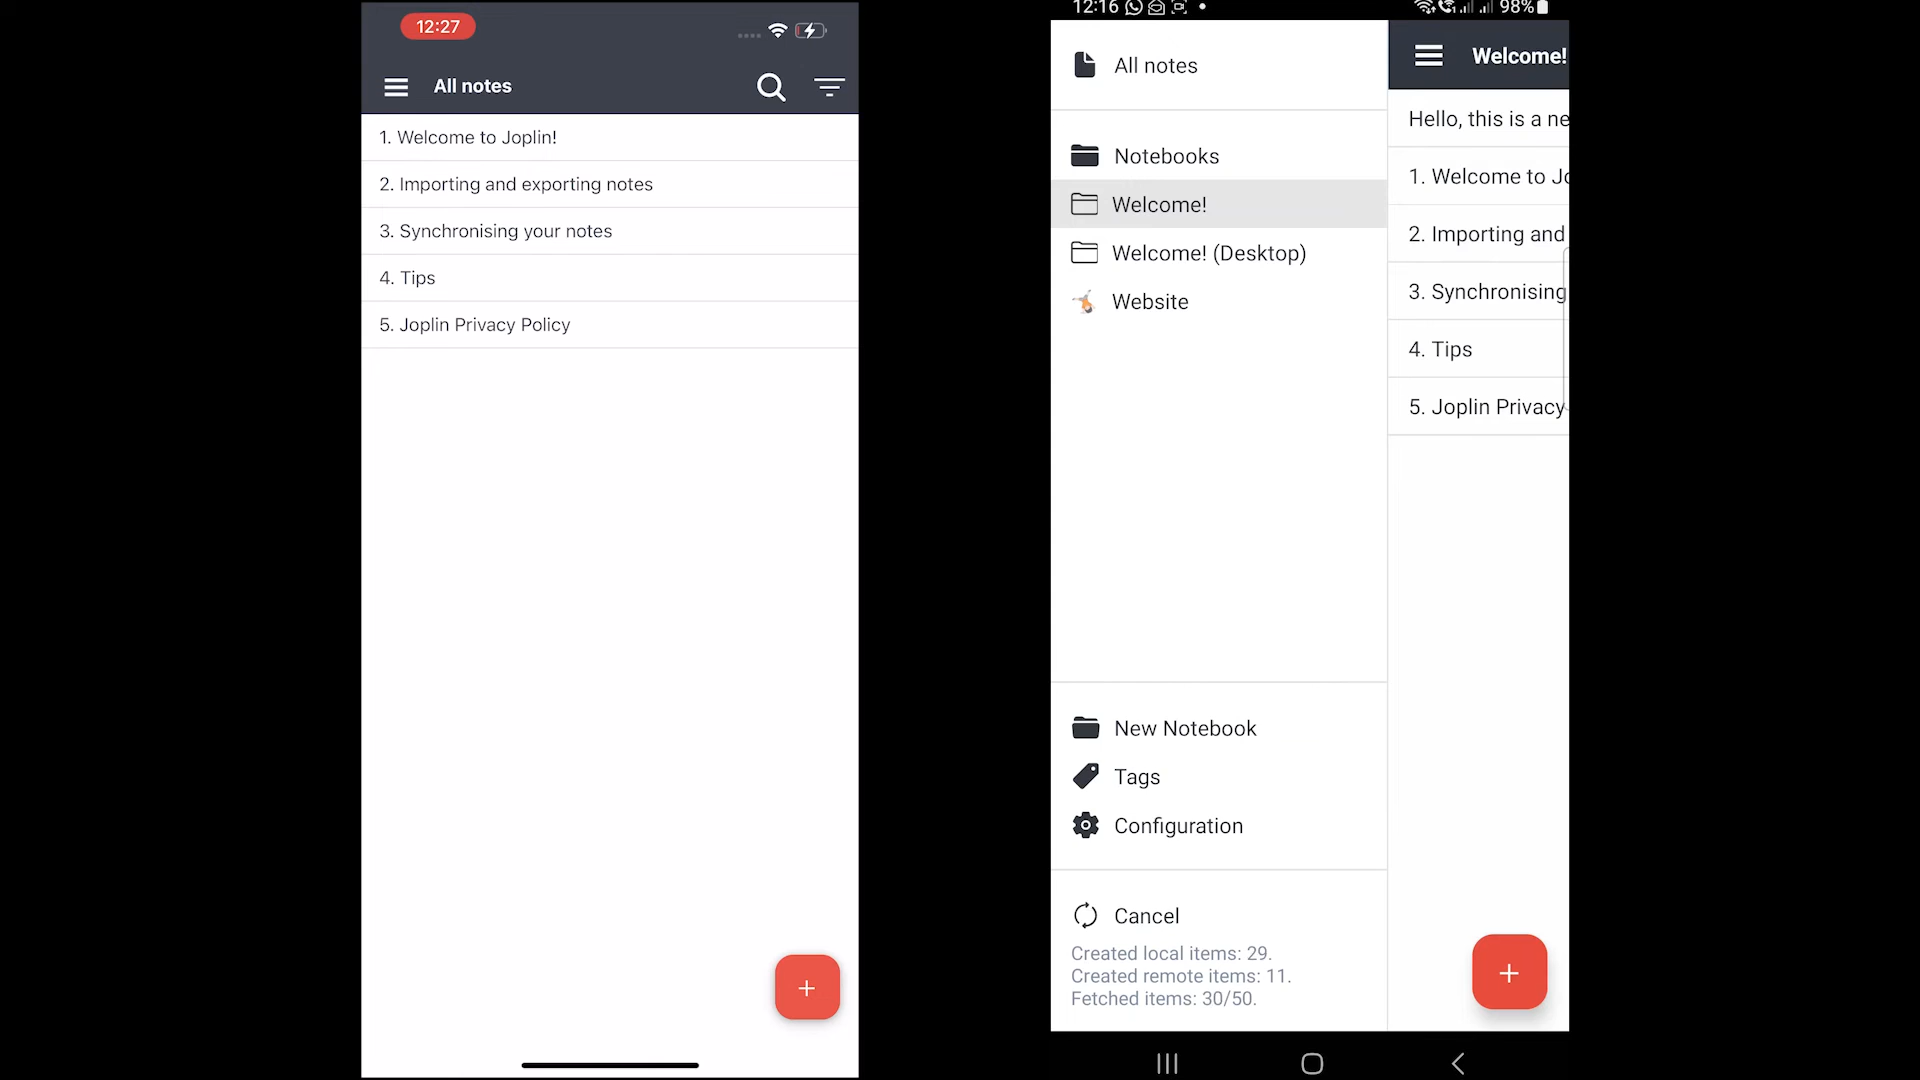 12:27
All notes
1. Welcome to Joplin!
2. Importing and exporting notes
3. Synchronising your notes
4. Tips
5. Joplin Privacy Policy
12:16
98%
All notes
Notebooks
Welcome!
Welcome! (Desktop)
Website
New Notebook
Tags
Configuration
Cancel
Created local items: 29.
Created remote items: 11.
Fetched items: 30/50.
Welcome!
Hello, this is a ne
1. Welcome to Jo
2. Importing and
3. Synchronising
4. Tips
5. Joplin Privacy